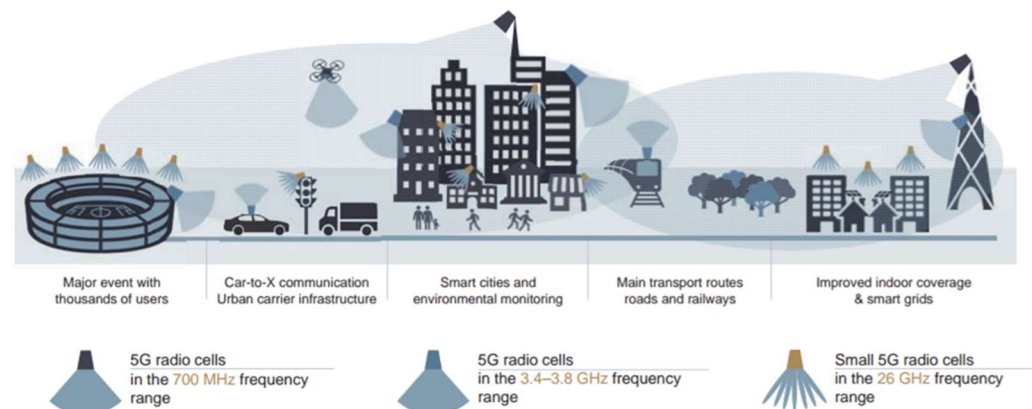 Major event with
thousands of users
Car-to-X communication
Urban carrier infrastructure
Smart cities and
environmental monitoring
Main transport routes
roads and railways
Improved indoor coverage
& smart grids
5G radio cells
in the 700 MHz frequency
range
5G radio cells
in the 3.4–3.8 GHz frequency
range
Small 5G radio cells
in the 26 GHz frequency
range